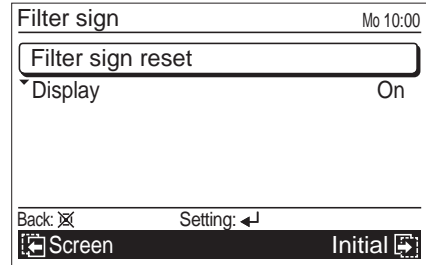 Filter sign Mo 10:00
Filter sign reset
Display On
Back: Setting:
Screen Initial